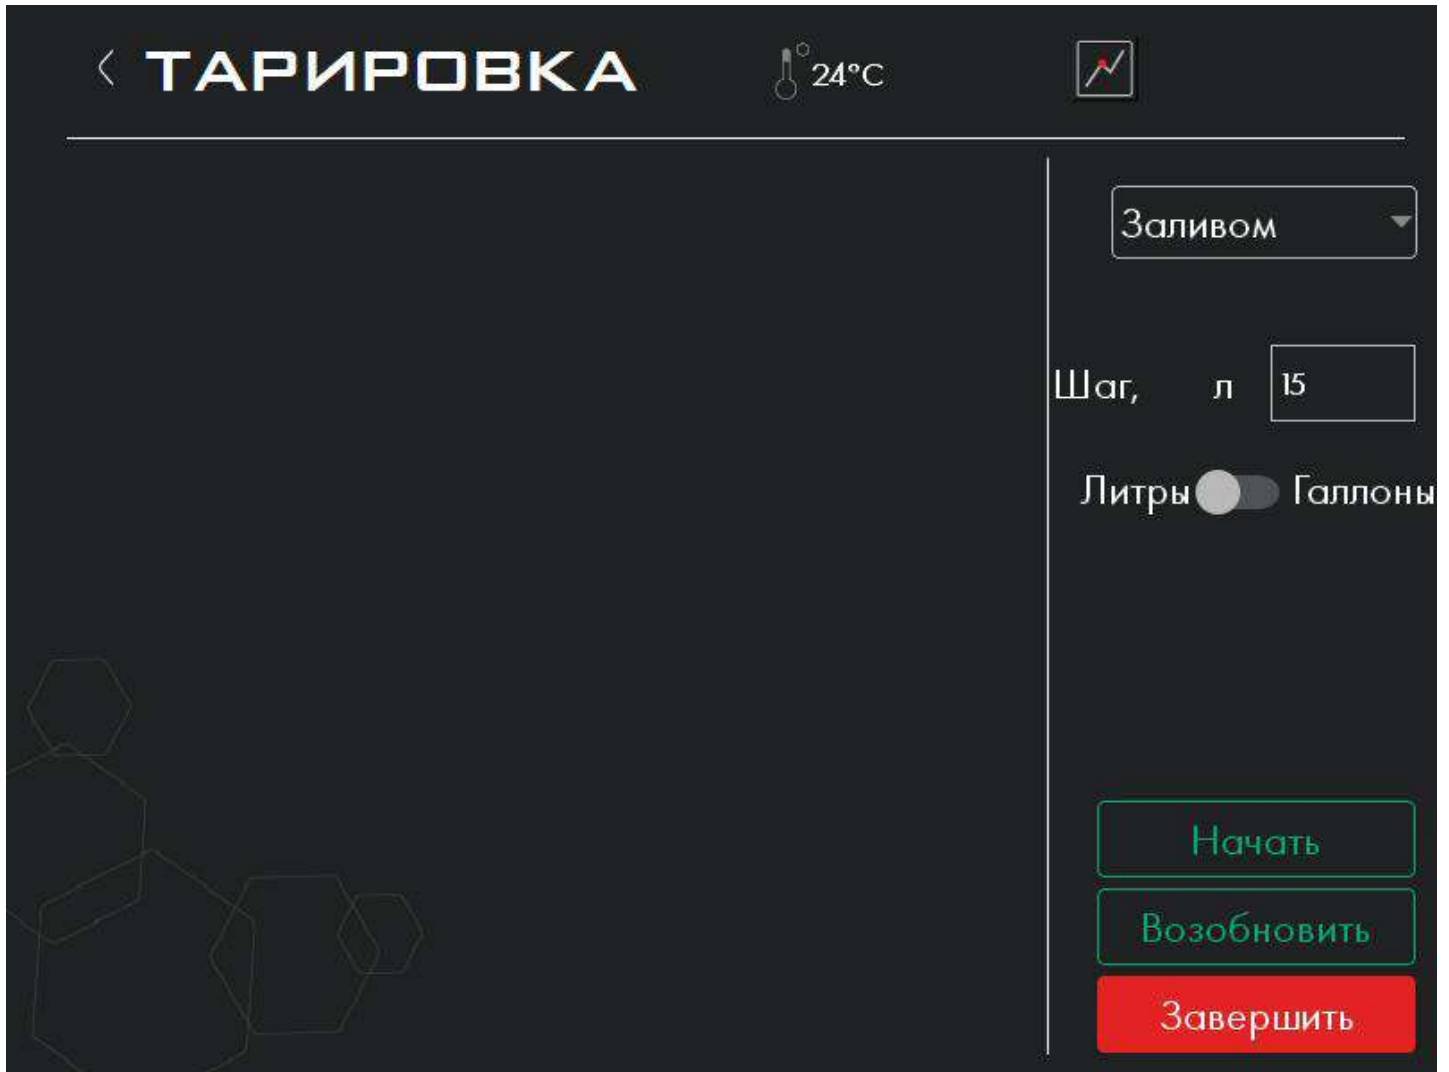 ТАРИРОВКА
24°C
Заливом
Шаг, л 15
Литры Галлоны
Начать
Возобновить
Завершить